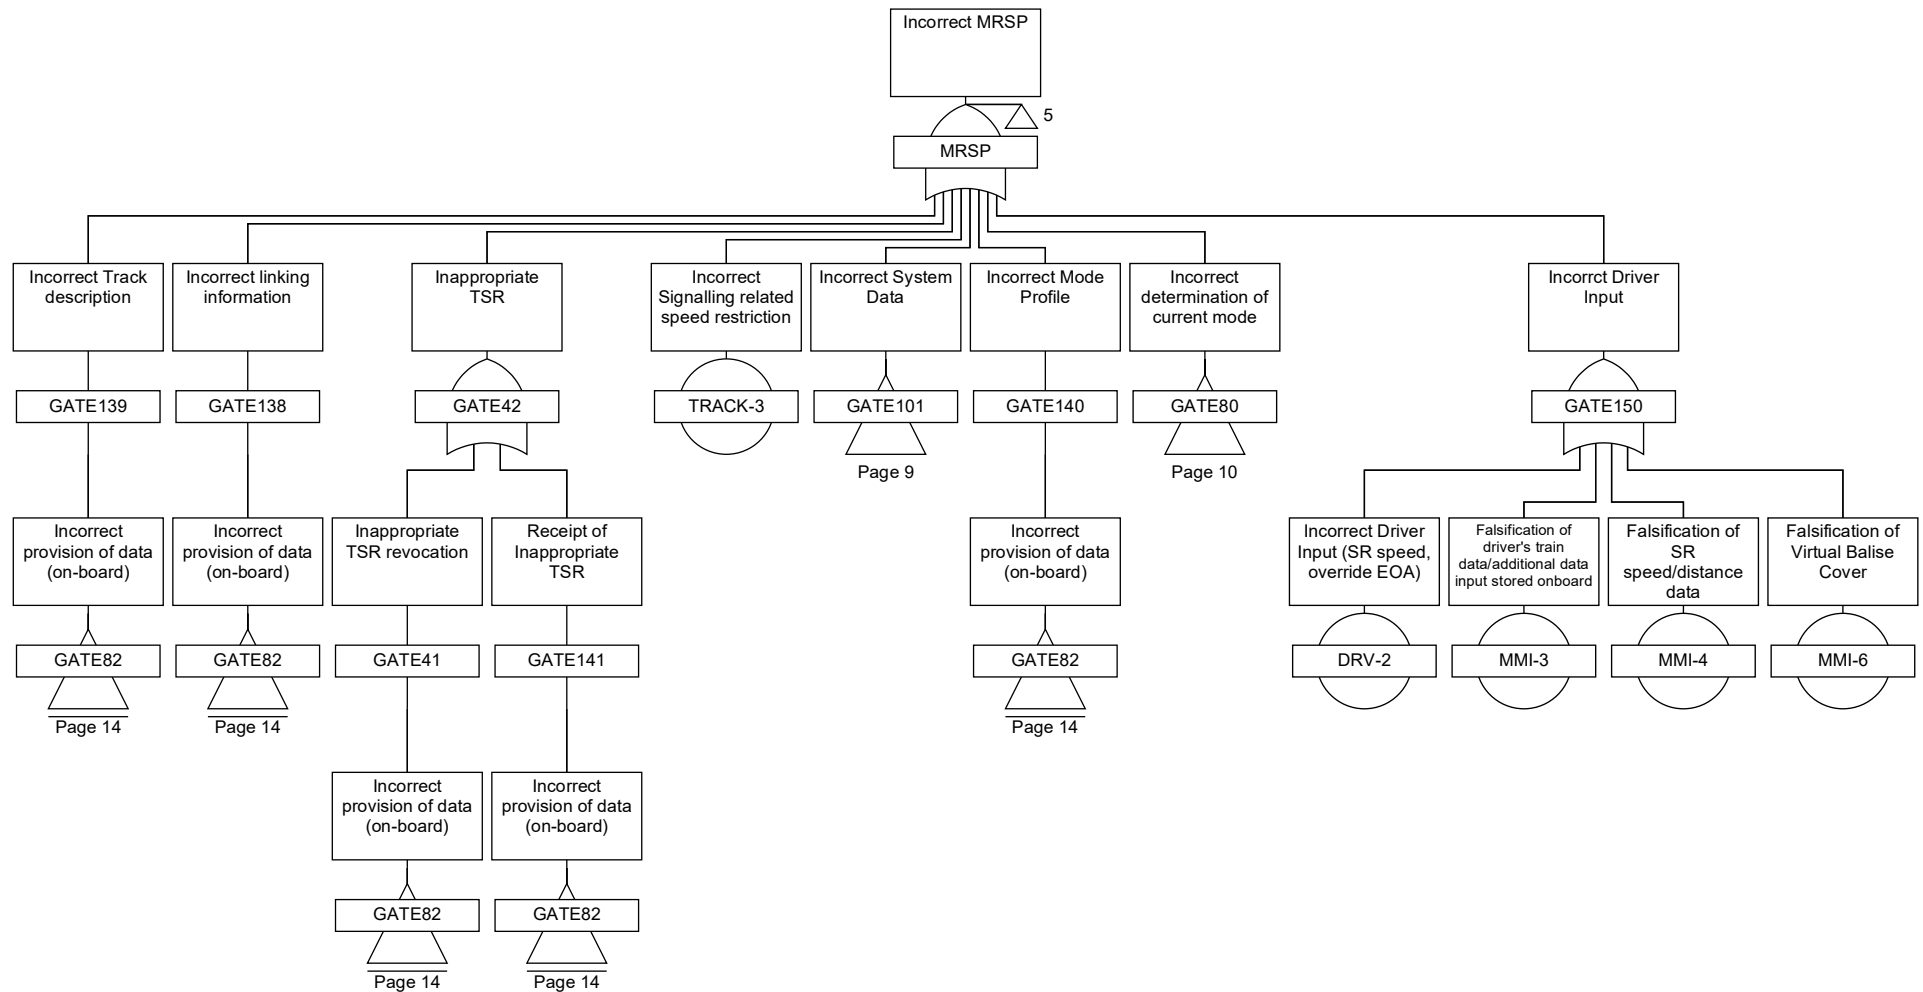 Incorrect MRSP
5
MRSP
Incorrect Track
description
GATE139
Incorrect linking
information
GATE138
Inappropriate
TSR
GATE42
Incorrect
Signalling related
speed restriction
TRACK-3
Incorrect System
Data
GATE101
Page 9
Incorrect Mode
Profile
GATE140
Incorrect
determination of
current mode
GATE80
Page 10
Incorrct Driver
Input
GATE150
Incorrect
provision of data
(on-board)
GATE82
Page 14
Incorrect
provision of data
(on-board)
GATE82
Page 14
Inappropriate
TSR revocation
GATE41
Receipt of
Inappropriate
TSR
GATE141
Incorrect
provision of data
(on-board)
GATE82
Page 14
Incorrect Driver
Input (SR speed,
override EOA)
DRV-2
Falsification of
driver's train
data/additional data
input stored onboard
MMI-3
Falsification of
SR
speed/distance
data
MMI-4
Falsification of
Virtual Balise
Cover
MMI-6
Incorrect
provision of data
(on-board)
GATE82
Page 14
Incorrect
provision of data
(on-board)
GATE82
Page 14